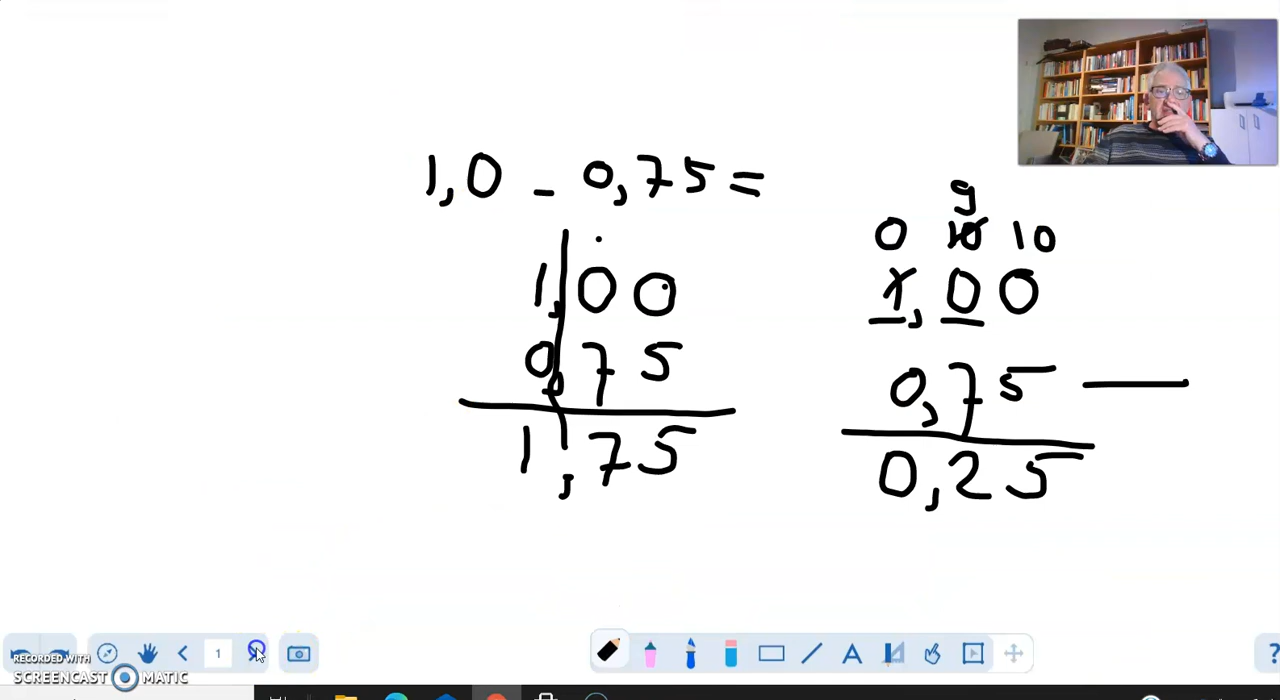 1,0 - 0,75 =
1,00
0,75
1,75
9
0 10 10
1,00
0,75
0,25
1
A
?
RECORDED WITH
SCREENCAST MATIC